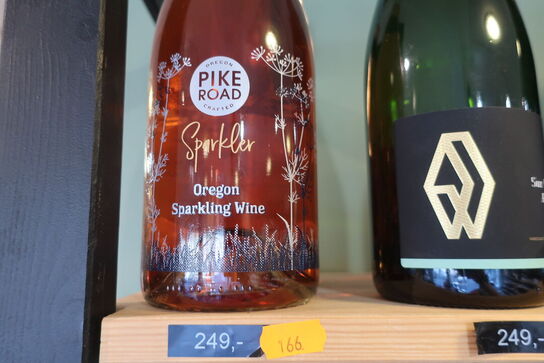 OREGON
PIKE
ROAD
CRAFTED
Sparkler
Oregon
Sparkling Wine
249,-
166
249,-